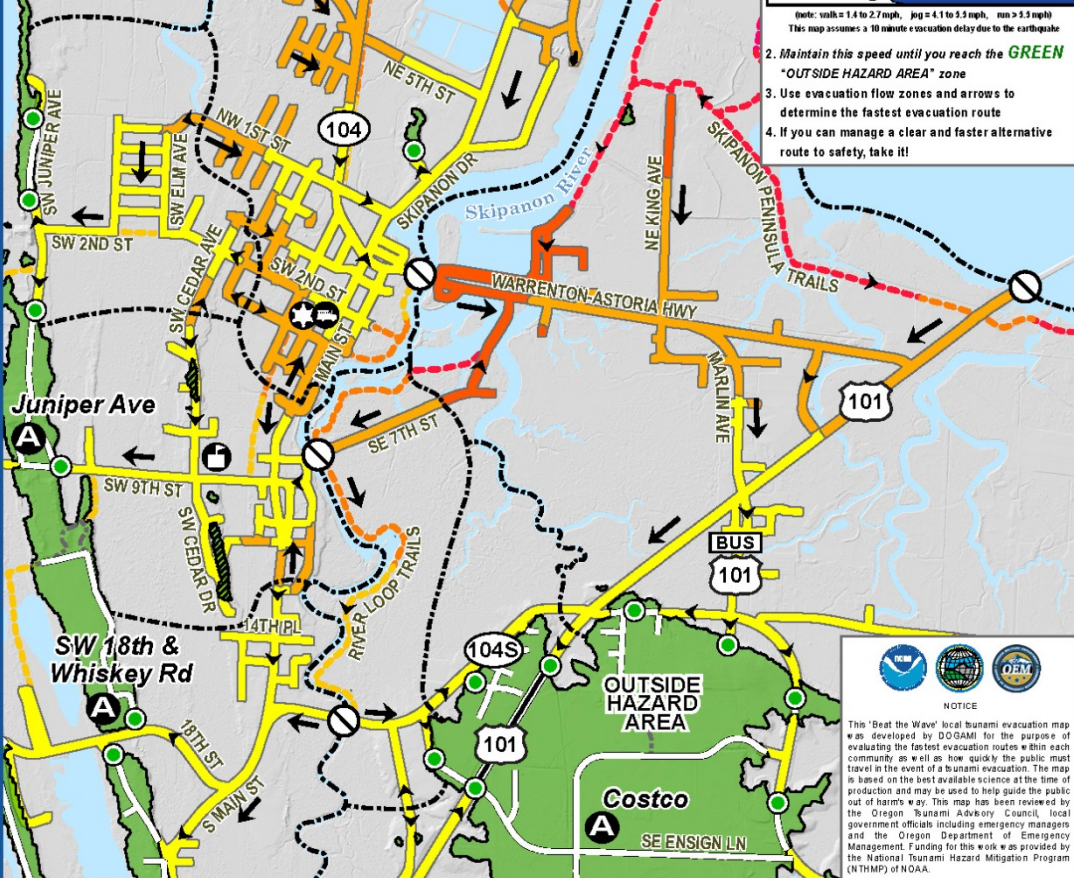 (note: walk = 1.4 to 2.7 mph, jog = 4.1 to 5.5 mph, run > 5.5 mph)
This map assumes a 10 minute evacuation delay due to the earthquake
2. Maintain this speed until you reach the GREEN
"OUTSIDE HAZARD AREA" zone
3. Use evacuation flow zones and arrows to
determine the fastest evacuation route
4. If you can manage a clear and faster alternative
route to safety, take it!
NE 5TH ST
SW JUNIPER AVE
NW 1ST ST
104
SW ELM AVE
SKIPANON DR
Skipanon River
NE KING AVE
SKIPANON PENINSULA TRAILS
SW 2ND ST
SW CEDAR AVE
SW 2ND ST
WARRENTON-ASTORIA HWY
MAIN ST
MARLIN AVE
Juniper Ave
A
101
SE 7TH ST
SW 9TH ST
SW CEDAR DR
BUS
101
RIVER LOOP TRAILS
14TH PL
SW 18th &
Whiskey Rd
A
104S
OUTSIDE
HAZARD
AREA
18TH ST
101
S MAIN ST
Costco
A
SE ENSIGN LN
noaa
OEM
NOTICE
This 'Beat the Wave' local tsunami evacuation map
was developed by DOGAMI for the purpose of
evaluating the fastest evacuation routes within each
community as well as how quickly the public must
travel in the event of a tsunami evacuation. The map
is based on the best available science at the time of
production and may be used to help guide the public
out of harm's way. This map has been reviewed by
the Oregon Tsunami Advisory Council, local
government officials including emergency managers
and the Oregon Department of Emergency
Management. Funding for this work was provided by
the National Tsunami Hazard Mitigation Program
(NTHMP) of NOAA.